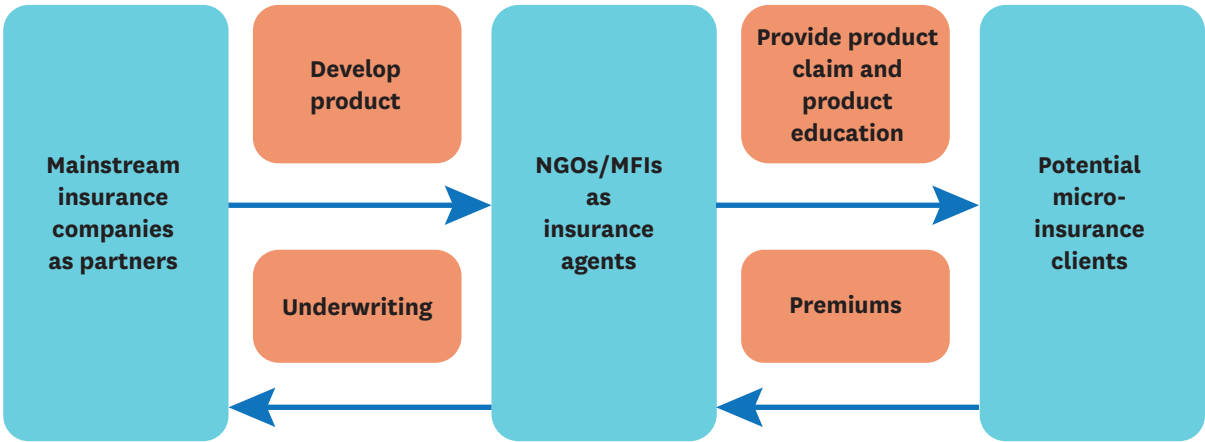 Mainstream
insurance
companies
as partners
Develop
product
Underwriting
NGOs/MFIs
as
insurance
agents
Provide product
claim and
product
education
Premiums
Potential
micro-
insurance
clients